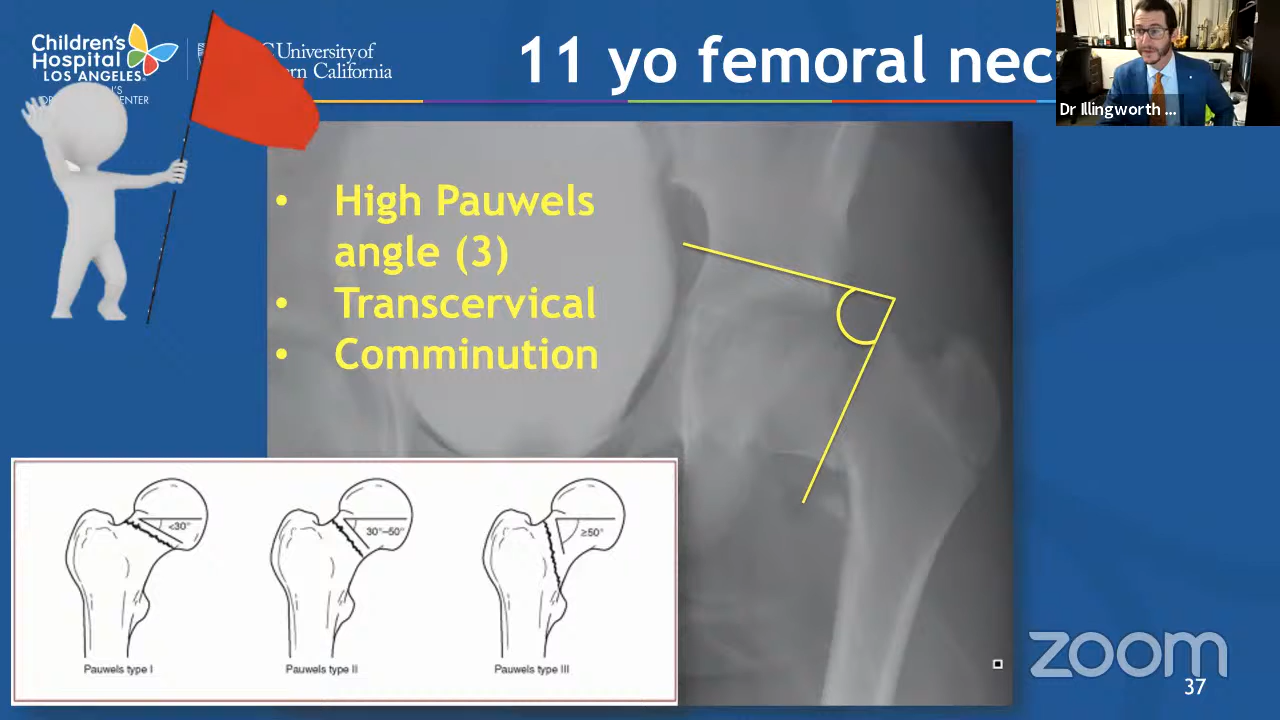 Children's
Hospital
LOS ANGELES
University of
California
11 yo femoral nec
Dr Illingworth ...
• High Pauwels
angle (3)
• Transcervical
• Comminution
<30°
30°–50°
≥50°
Pauwels type I
Pauwels type II
Pauwels type III
zoom
37